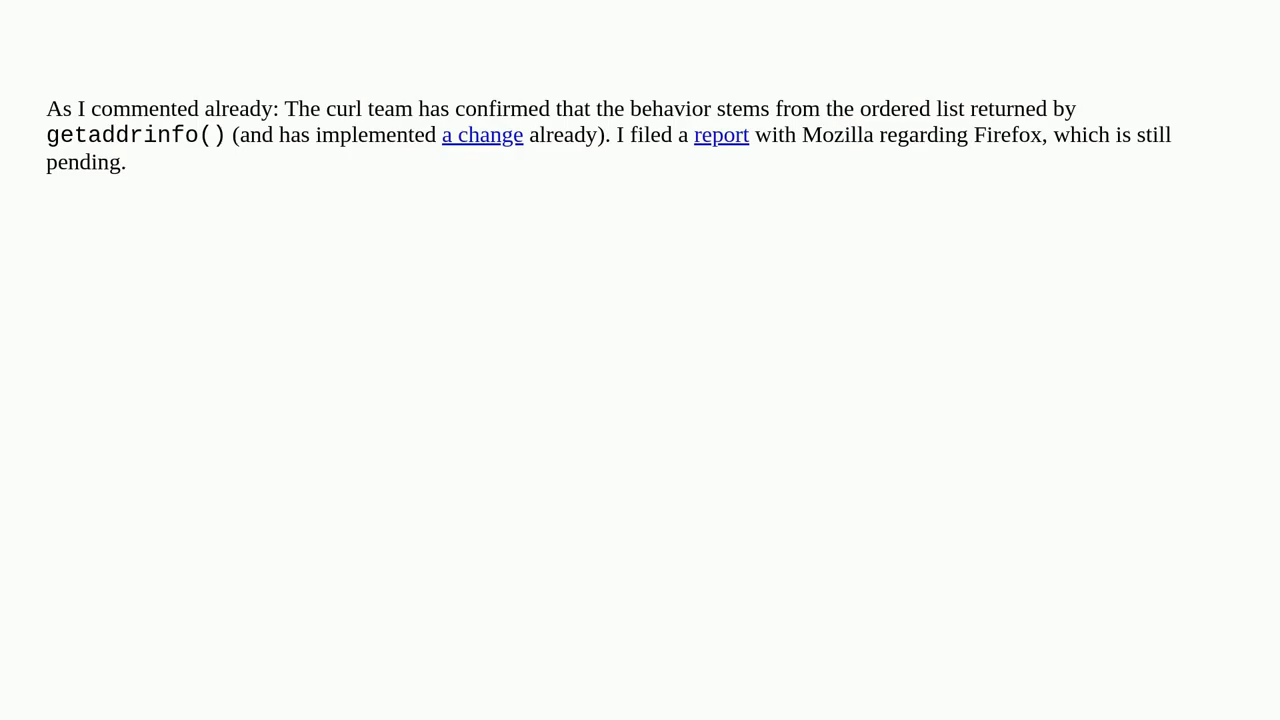 As I commented already: The curl team has confirmed that the behavior stems from the ordered list returned by
getaddrinfo() (and has implemented a change already). I filed a report with Mozilla regarding Firefox, which is still
pending.